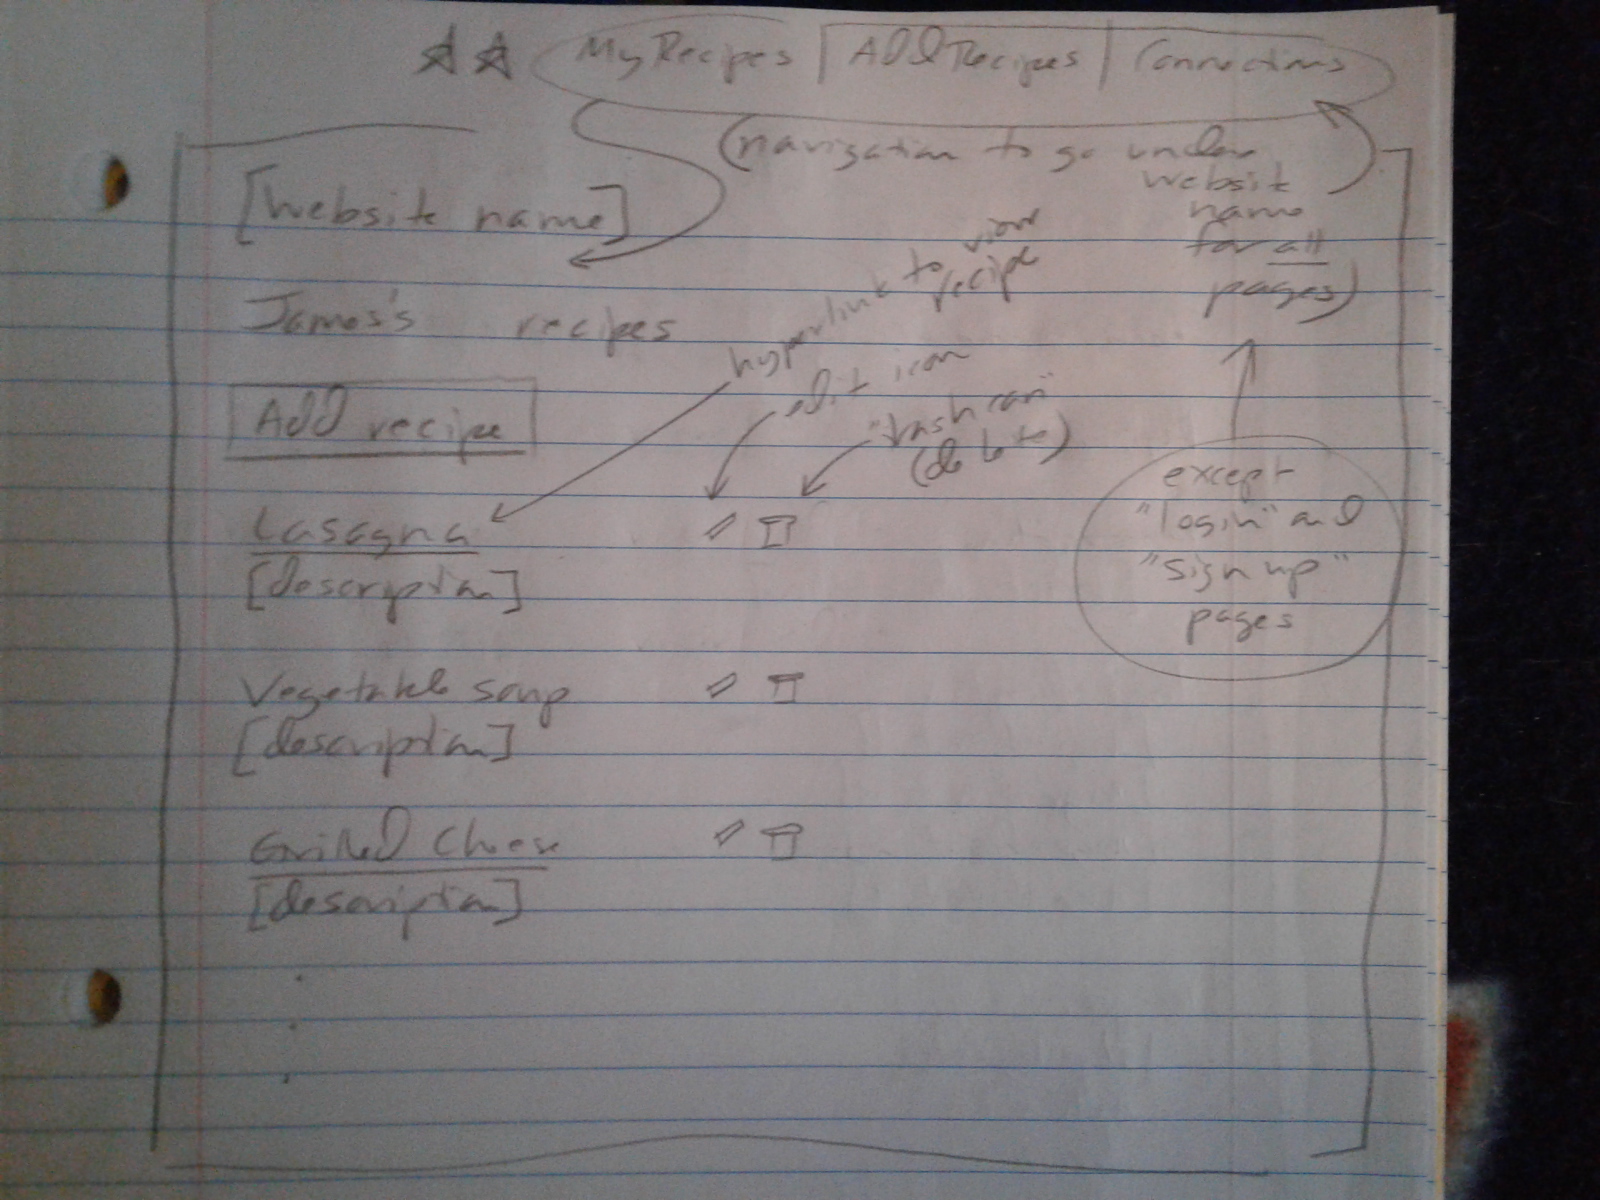 My Recipes | Add Recipes | Connections
(navigation to go under
website
name
for all
pages)
[website name]
James's recipes
Add recipe
hyperlink to view
recipe
edit icon
"trash icon"
(delete)
Lasagna
[description]
Vegetable soup
[description]
Grilled cheese
[description]
except
"login" and
"sign up"
pages